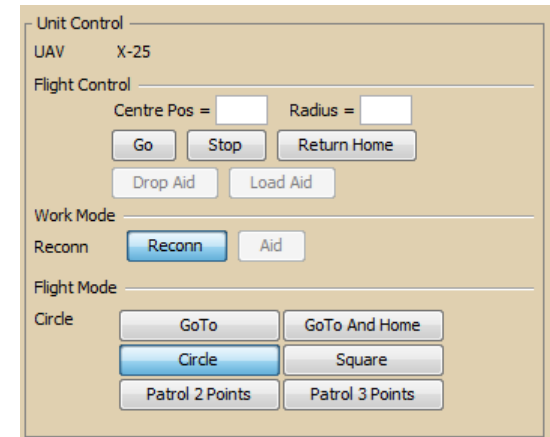 Unit Control
UAV X-25
Flight Control
Centre Pos = Radius =
Go Stop Return Home
Drop Aid Load Aid
Work Mode
Reconn Reconn Aid
Flight Mode
Circle GoTo GoTo And Home
Circle Square
Patrol 2 Points Patrol 3 Points